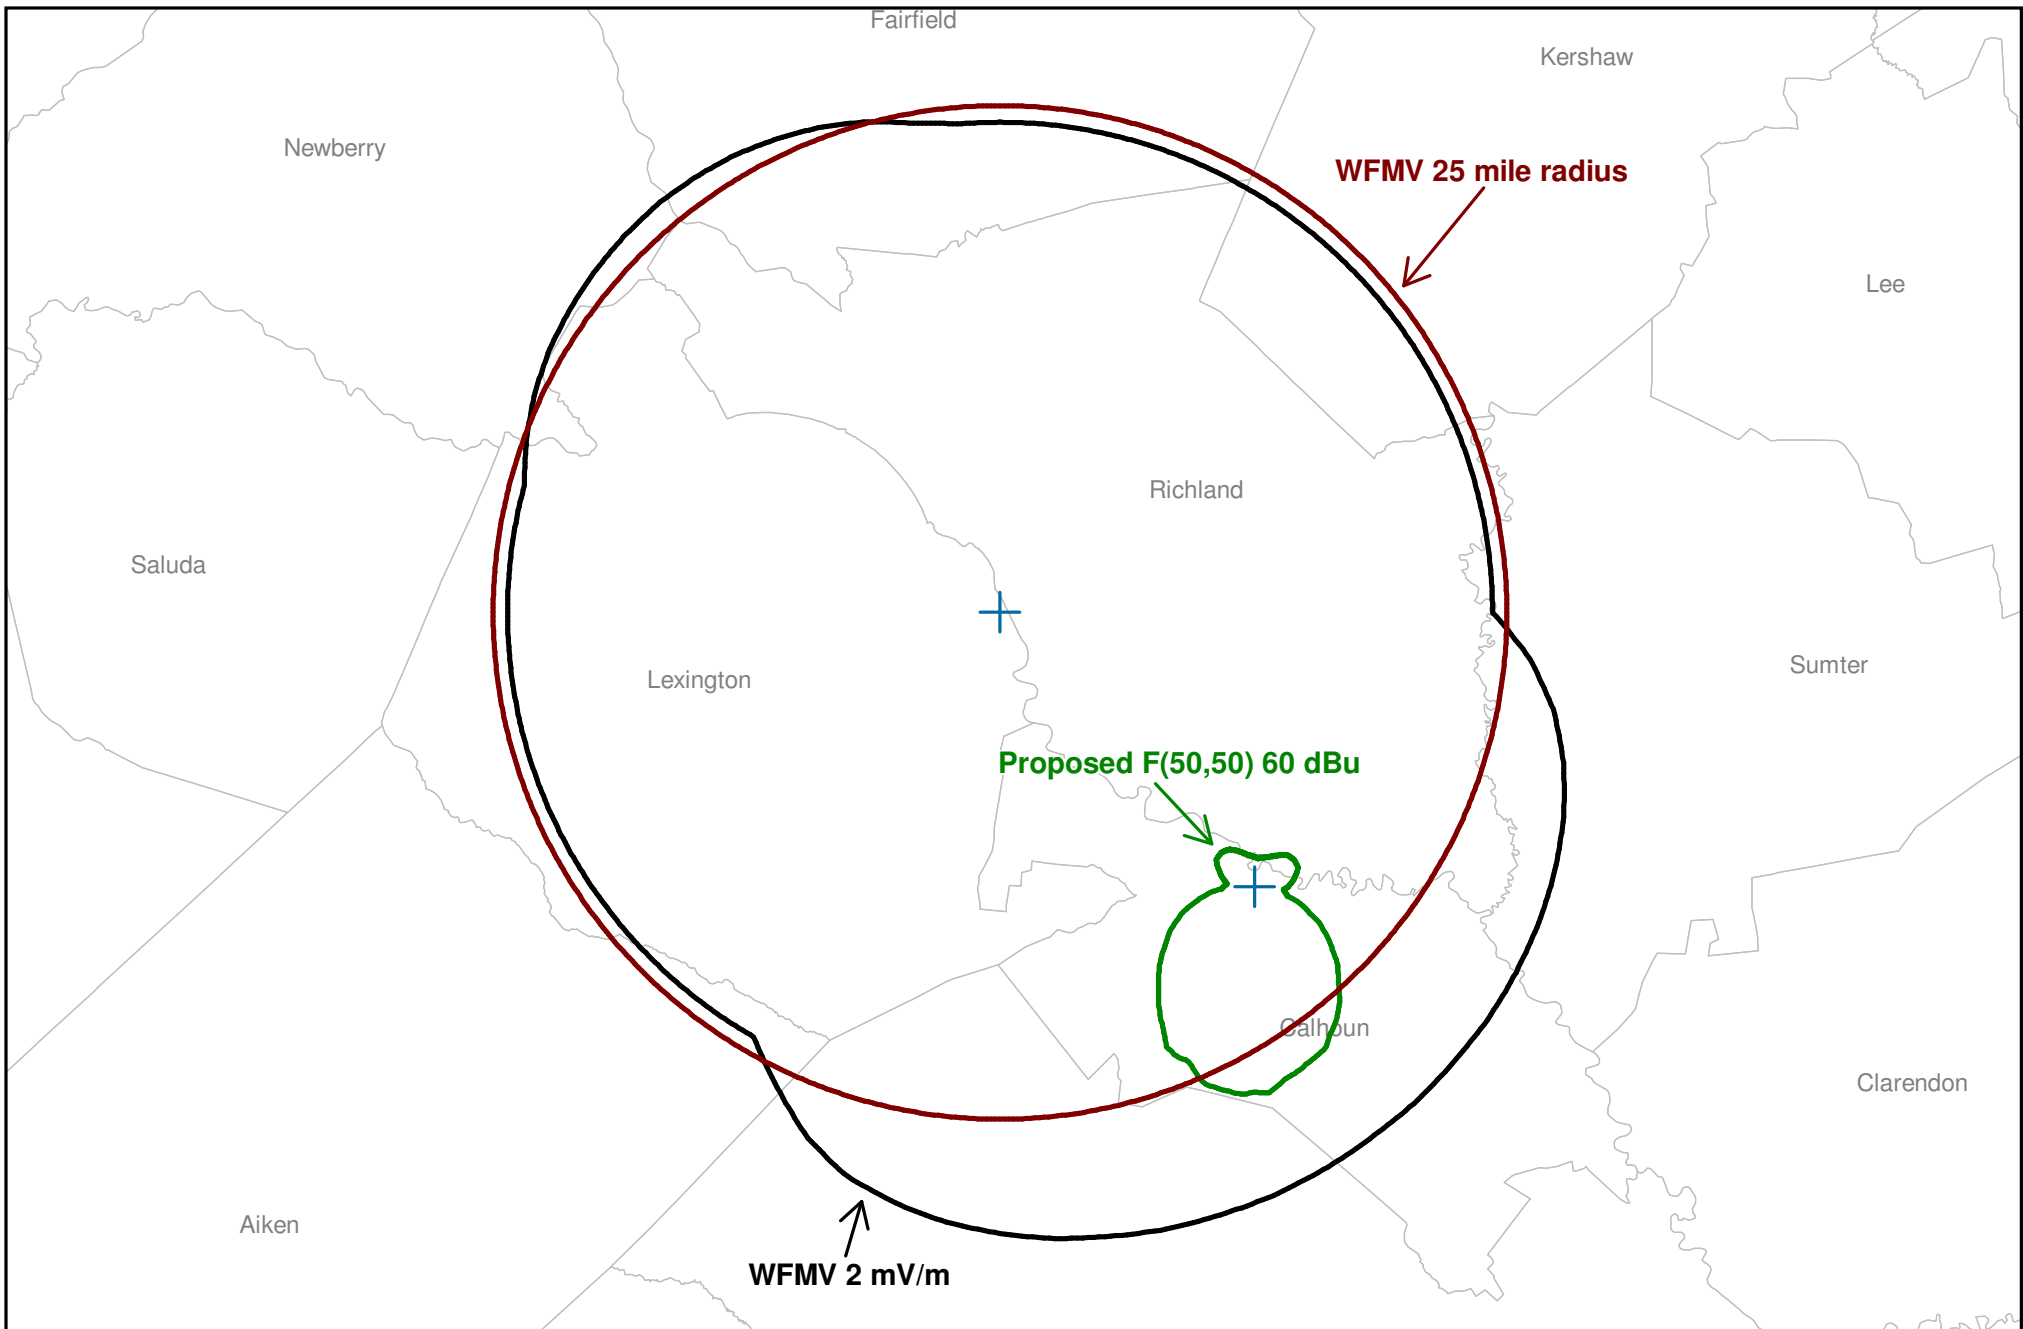 Fairfield
Kershaw
Newberry
WFMV 25 mile radius
Lee
Richland
Saluda
Sumter
Lexington
Proposed F(50,50) 60 dBu
Calhoun
Clarendon
Aiken
WFMV 2 mV/m